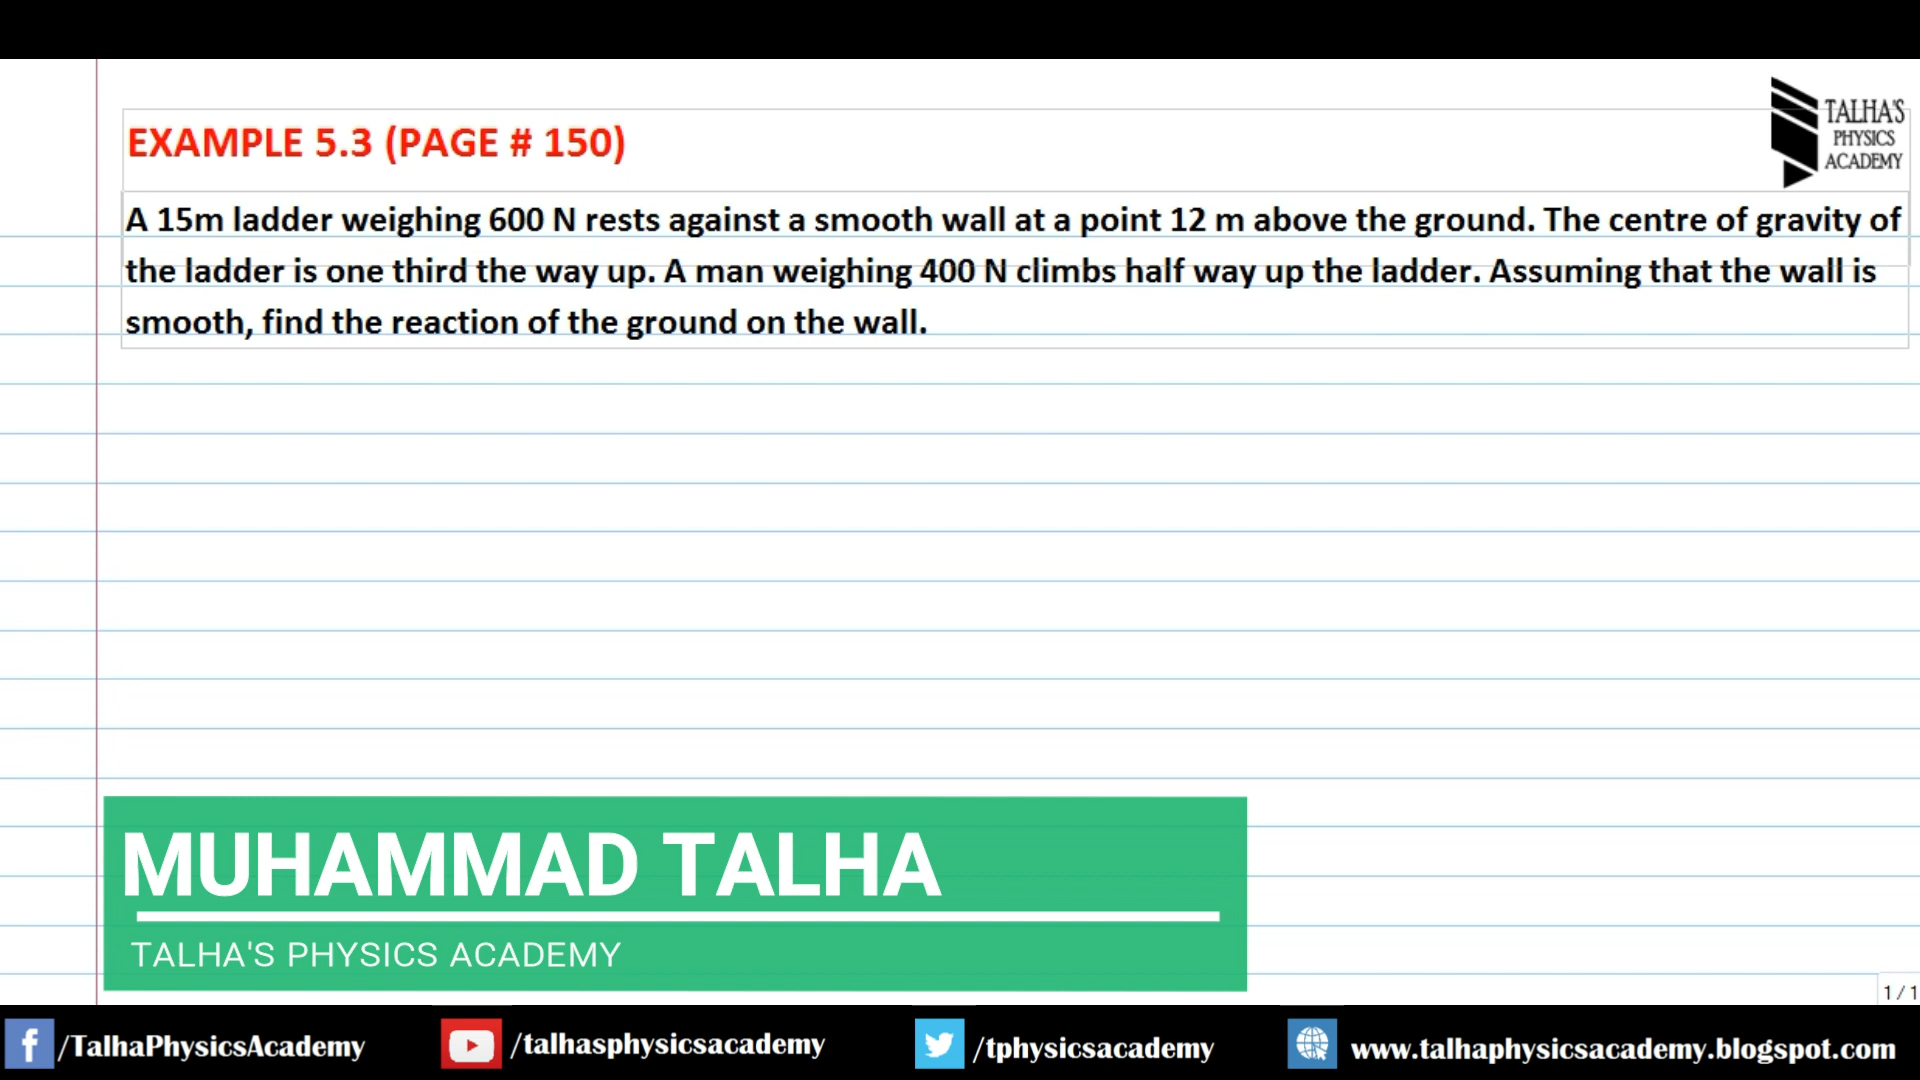 EXAMPLE 5.3 (PAGE # 150)
TALHA'S
PHYSICS
ACADEMY
A 15m ladder weighing 600 N rests against a smooth wall at a point 12 m above the ground. The centre of gravity of
the ladder is one third the way up. A man weighing 400 N climbs half way up the ladder. Assuming that the wall is
smooth, find the reaction of the ground on the wall.
MUHAMMAD TALHA
TALHA'S PHYSICS ACADEMY
1 / 1
/TalhaPhysicsAcademy
/talhasphysicsacademy
/tphysicsacademy
www.talhaphysicsacademy.blogspot.com